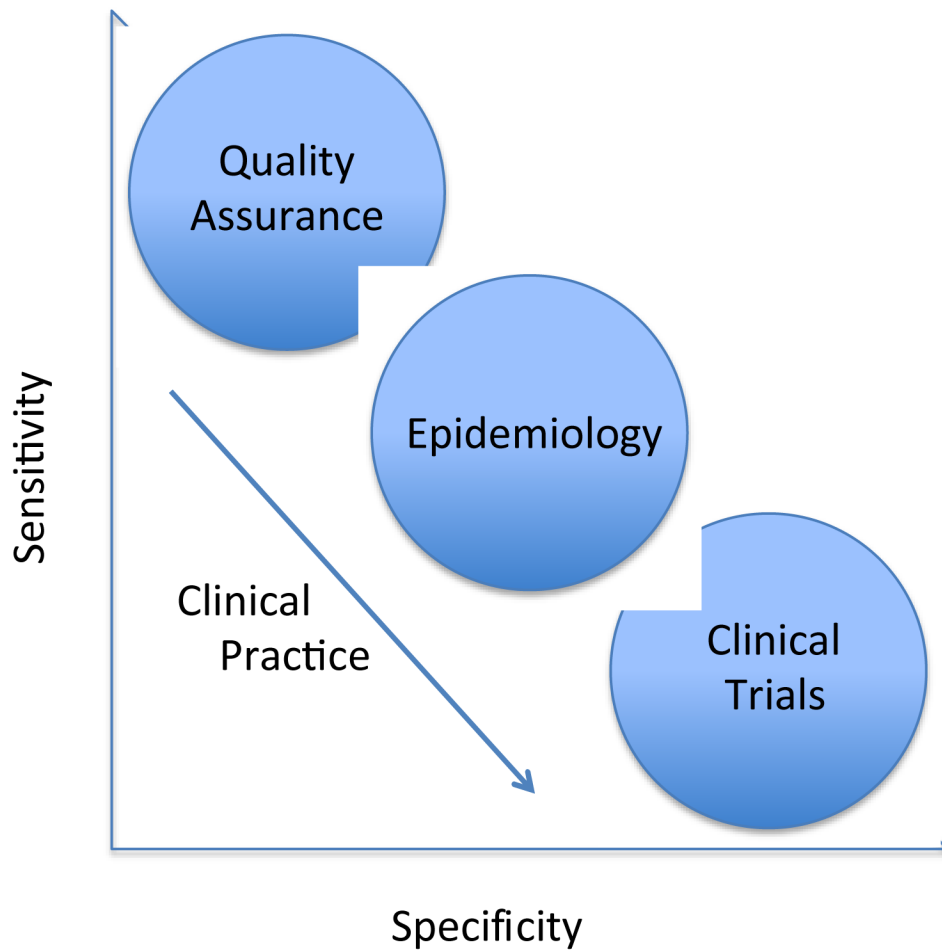 Quality
Assurance
Sensitivity
Epidemiology
Clinical
Practice
Clinical
Trials
Specificity